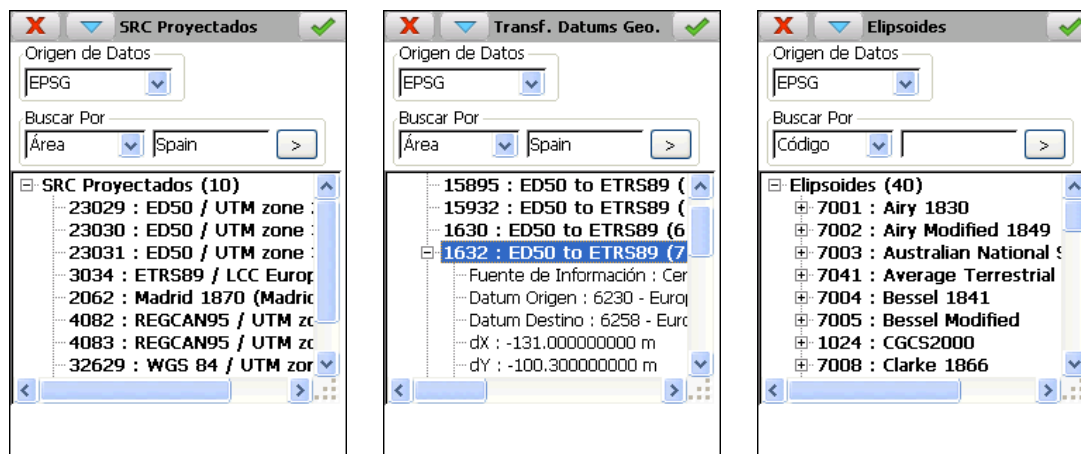 SRC Proyectados
Origen de Datos
EPSG
Buscar Por
Área Spain >
SRC Proyectados (10)
23029 : ED50 / UTM zone
23030 : ED50 / UTM zone
23031 : ED50 / UTM zone
3034 : ETRS89 / LCC Europ
2062 : Madrid 1870 (Madric
4082 : REGCAN95 / UTM zo
4083 : REGCAN95 / UTM zo
32629 : WGS 84 / UTM zor
Transf. Datums Geo.
Origen de Datos
EPSG
Buscar Por
Área Spain >
15895 : ED50 to ETRS89 (
15932 : ED50 to ETRS89 (
1630 : ED50 to ETRS89 (6
1632 : ED50 to ETRS89 (7
Fuente de Información : Cer
Datum Origen : 6230 - Europ
Datum Destino : 6258 - Euro
dX : -131.000000000 m
dY : -100.300000000 m
Elipsoides
Origen de Datos
EPSG
Buscar Por
Código >
Elipsoides (40)
7001 : Airy 1830
7002 : Airy Modified 1849
7003 : Australian National
7041 : Average Terrestrial
7004 : Bessel 1841
7005 : Bessel Modified
1024 : CGCS2000
7008 : Clarke 1866